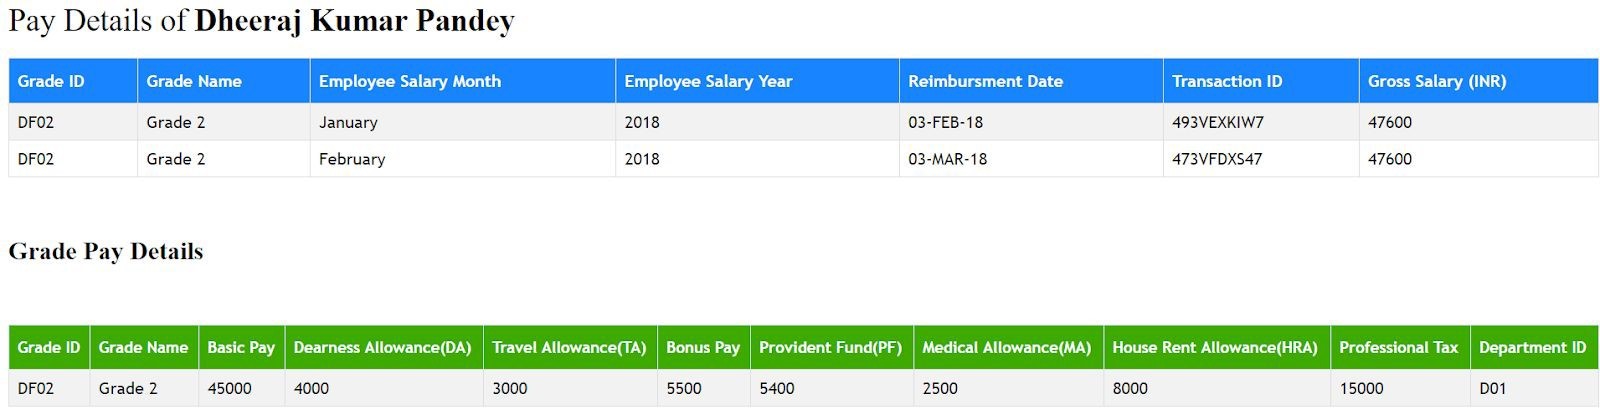 Pay Details of Dheeraj Kumar Pandey
Grade ID Grade Name Employee Salary Month Employee Salary Year Reimbursment Date Transaction ID Gross Salary (INR)
DF02 Grade 2 January 2018 03-FEB-18 493VEXKIW7 47600
DF02 Grade 2 February 2018 03-MAR-18 473VFDXS47 47600
Grade Pay Details
Grade ID Grade Name Basic Pay Dearness Allowance(DA) Travel Allowance(TA) Bonus Pay Provident Fund(PF) Medical Allowance(MA) House Rent Allowance(HRA) Professional Tax Department ID
DF02 Grade 2 45000 4000 3000 5500 5400 2500 8000 15000 D01